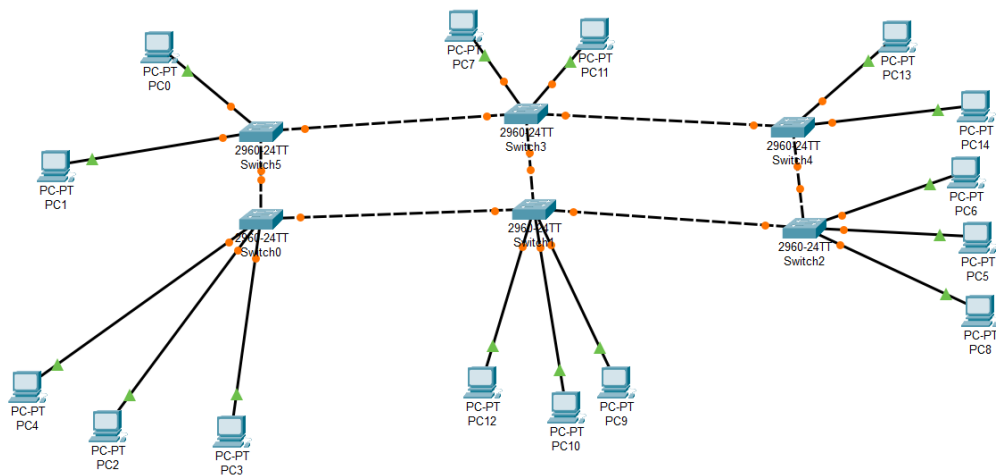 PC-PT
PC0
PC-PT
PC7
PC-PT
PC11
PC-PT
PC13
2960-24TT
Switch5
2960-24TT
Switch3
2960-24TT
Switch4
PC-PT
PC14
PC-PT
PC1
PC-PT
PC6
2960-24TT
Switch0
2960-24TT
Switch1
2960-24TT
Switch2
PC-PT
PC5
PC-PT
PC8
PC-PT
PC4
PC-PT
PC2
PC-PT
PC3
PC-PT
PC12
PC-PT
PC10
PC-PT
PC9